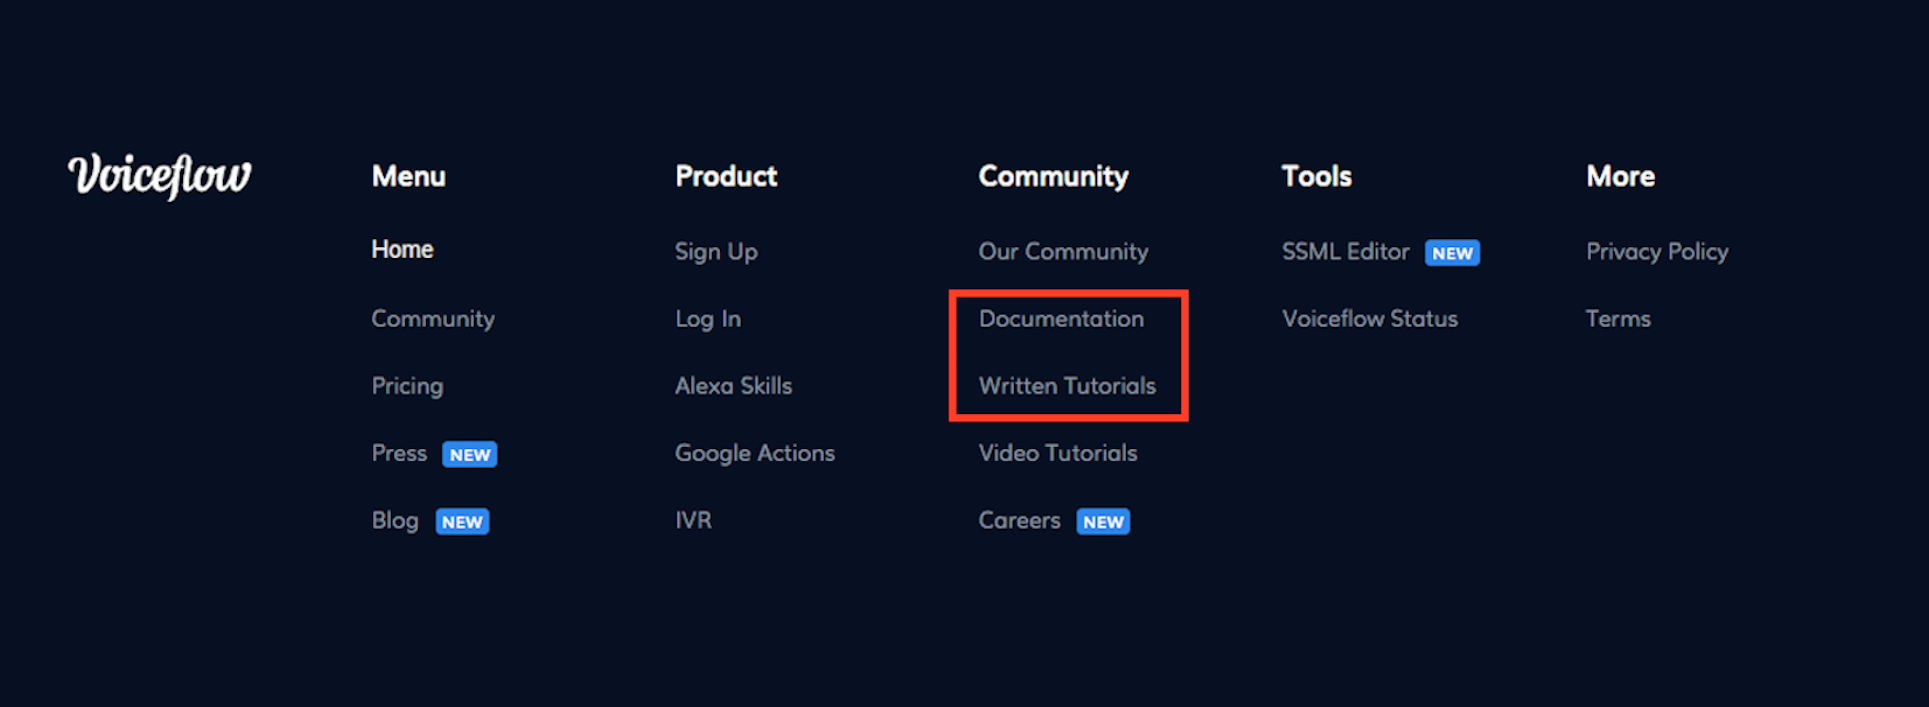 Voiceflow
Menu
Home
Community
Pricing
Press NEW
Blog NEW
Product
Sign Up
Log In
Alexa Skills
Google Actions
IVR
Community
Our Community
Documentation
Written Tutorials
Video Tutorials
Careers NEW
Tools
SSML Editor NEW
Voiceflow Status
More
Privacy Policy
Terms